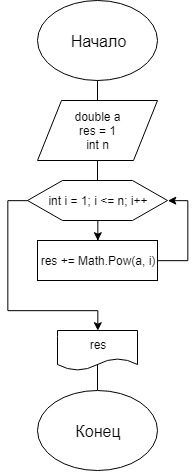 Начало
double a
res = 1
int n
int i = 1; i <= n; i++
res += Math.Pow(a, i)
res
Конец